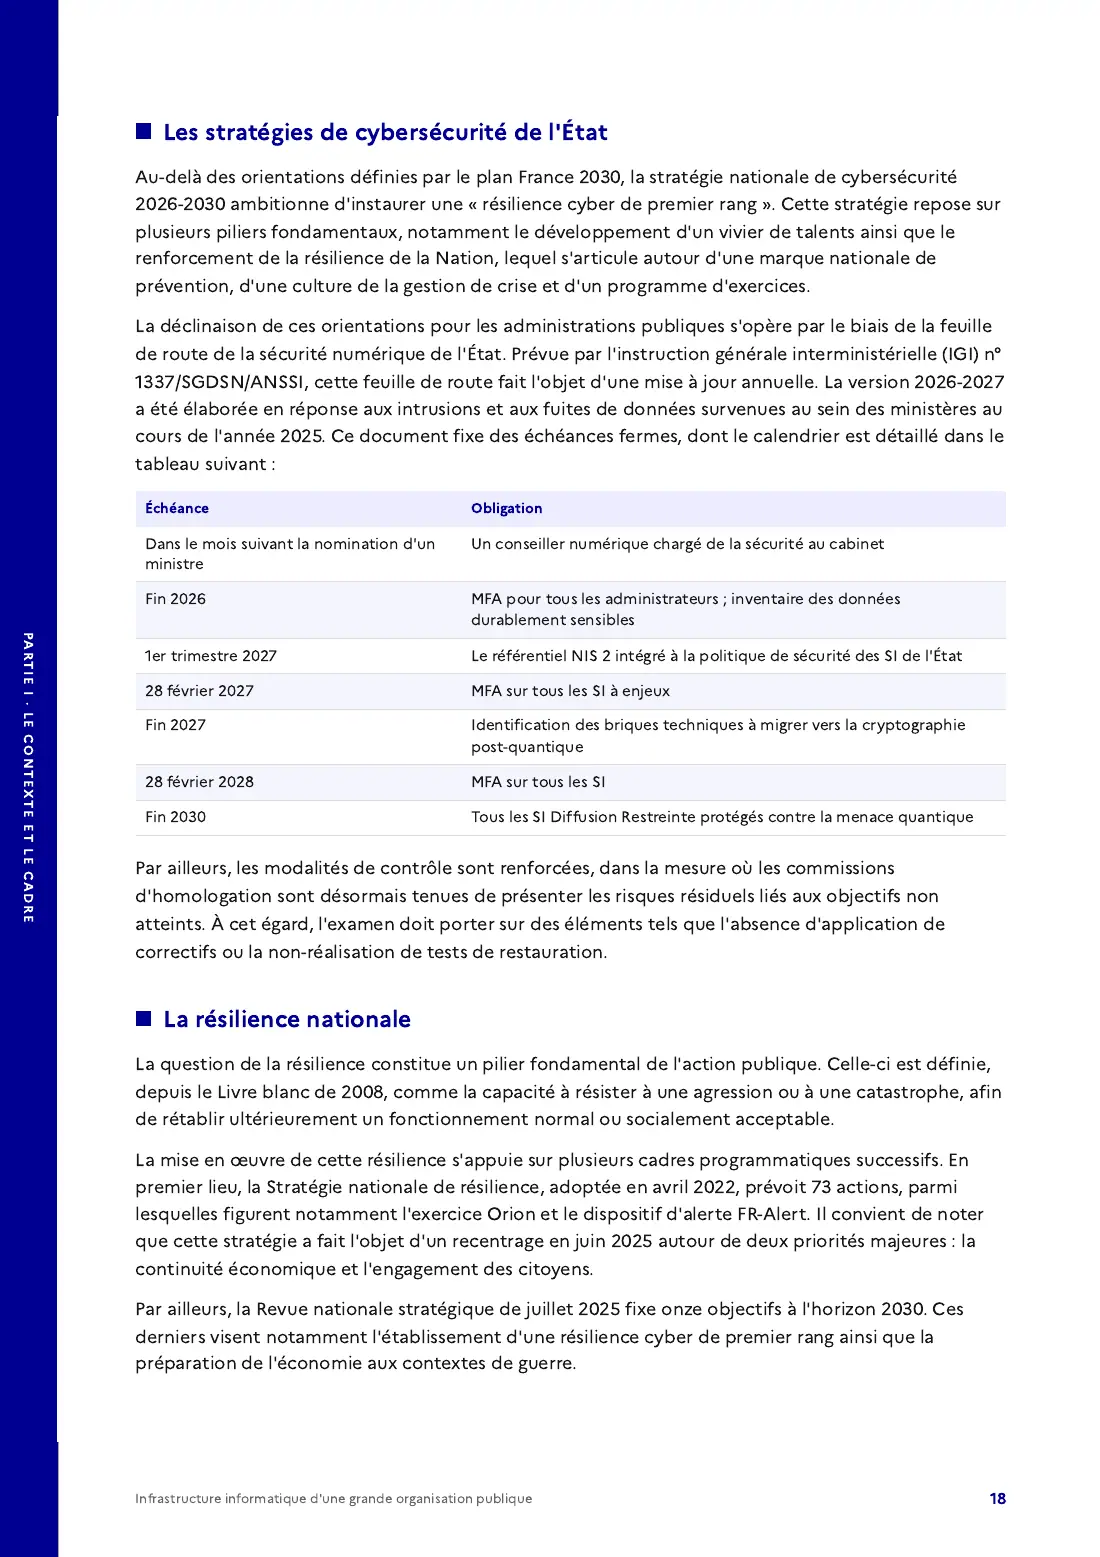 Les stratégies de cybersécurité de l'État
Au-delà des orientations définies par le plan France 2030, la stratégie nationale de cybersécurité
2026-2030 ambitionne d'instaurer une « résilience cyber de premier rang ». Cette stratégie repose sur
plusieurs piliers fondamentaux, notamment le développement d'un vivier de talents ainsi que le
renforcement de la résilience de la Nation, lequel s'articule autour d'une marque nationale de
prévention, d'une culture de la gestion de crise et d'un programme d'exercices.
La déclinaison de ces orientations pour les administrations publiques s'opère par le biais de la feuille
de route de la sécurité numérique de l'État. Prévue par l'instruction générale interministérielle (IGI) n°
1337/SGDSN/ANSSI, cette feuille de route fait l'objet d'une mise à jour annuelle. La version 2026-2027
a été élaborée en réponse aux intrusions et aux fuites de données survenues au sein des ministères au
cours de l'année 2025. Ce document fixe des échéances fermes, dont le calendrier est détaillé dans le
tableau suivant :
Échéance Obligation
Dans le mois suivant la nomination d'un Un conseiller numérique chargé de la sécurité au cabinet
ministre
Fin 2026 MFA pour tous les administrateurs ; inventaire des données
durablement sensibles
1er trimestre 2027 Le référentiel NIS 2 intégré à la politique de sécurité des SI de l'État
28 février 2027 MFA sur tous les SI à enjeux
Fin 2027 Identification des briques techniques à migrer vers la cryptographie
post-quantique
28 février 2028 MFA sur tous les SI
Fin 2030 Tous les SI Diffusion Restreinte protégés contre la menace quantique
Par ailleurs, les modalités de contrôle sont renforcées, dans la mesure où les commissions
d'homologation sont désormais tenues de présenter les risques résiduels liés aux objectifs non
atteints. À cet égard, l'examen doit porter sur des éléments tels que l'absence d'application de
correctifs ou la non-réalisation de tests de restauration.
La résilience nationale
La question de la résilience constitue un pilier fondamental de l'action publique. Celle-ci est définie,
depuis le Livre blanc de 2008, comme la capacité à résister à une agression ou à une catastrophe, afin
de rétablir ultérieurement un fonctionnement normal ou socialement acceptable.
La mise en œuvre de cette résilience s'appuie sur plusieurs cadres programmatiques successifs. En
premier lieu, la Stratégie nationale de résilience, adoptée en avril 2022, prévoit 73 actions, parmi
lesquelles figurent notamment l'exercice Orion et le dispositif d'alerte FR-Alert. Il convient de noter
que cette stratégie a fait l'objet d'un recentrage en juin 2025 autour de deux priorités majeures : la
continuité économique et l'engagement des citoyens.
Par ailleurs, la Revue nationale stratégique de juillet 2025 fixe onze objectifs à l'horizon 2030. Ces
derniers visent notamment l'établissement d'une résilience cyber de premier rang ainsi que la
préparation de l'économie aux contextes de guerre.
Infrastructure informatique d'une grande organisation publique 18
PARTIE I · LE CONTEXTE ET LE CADRE